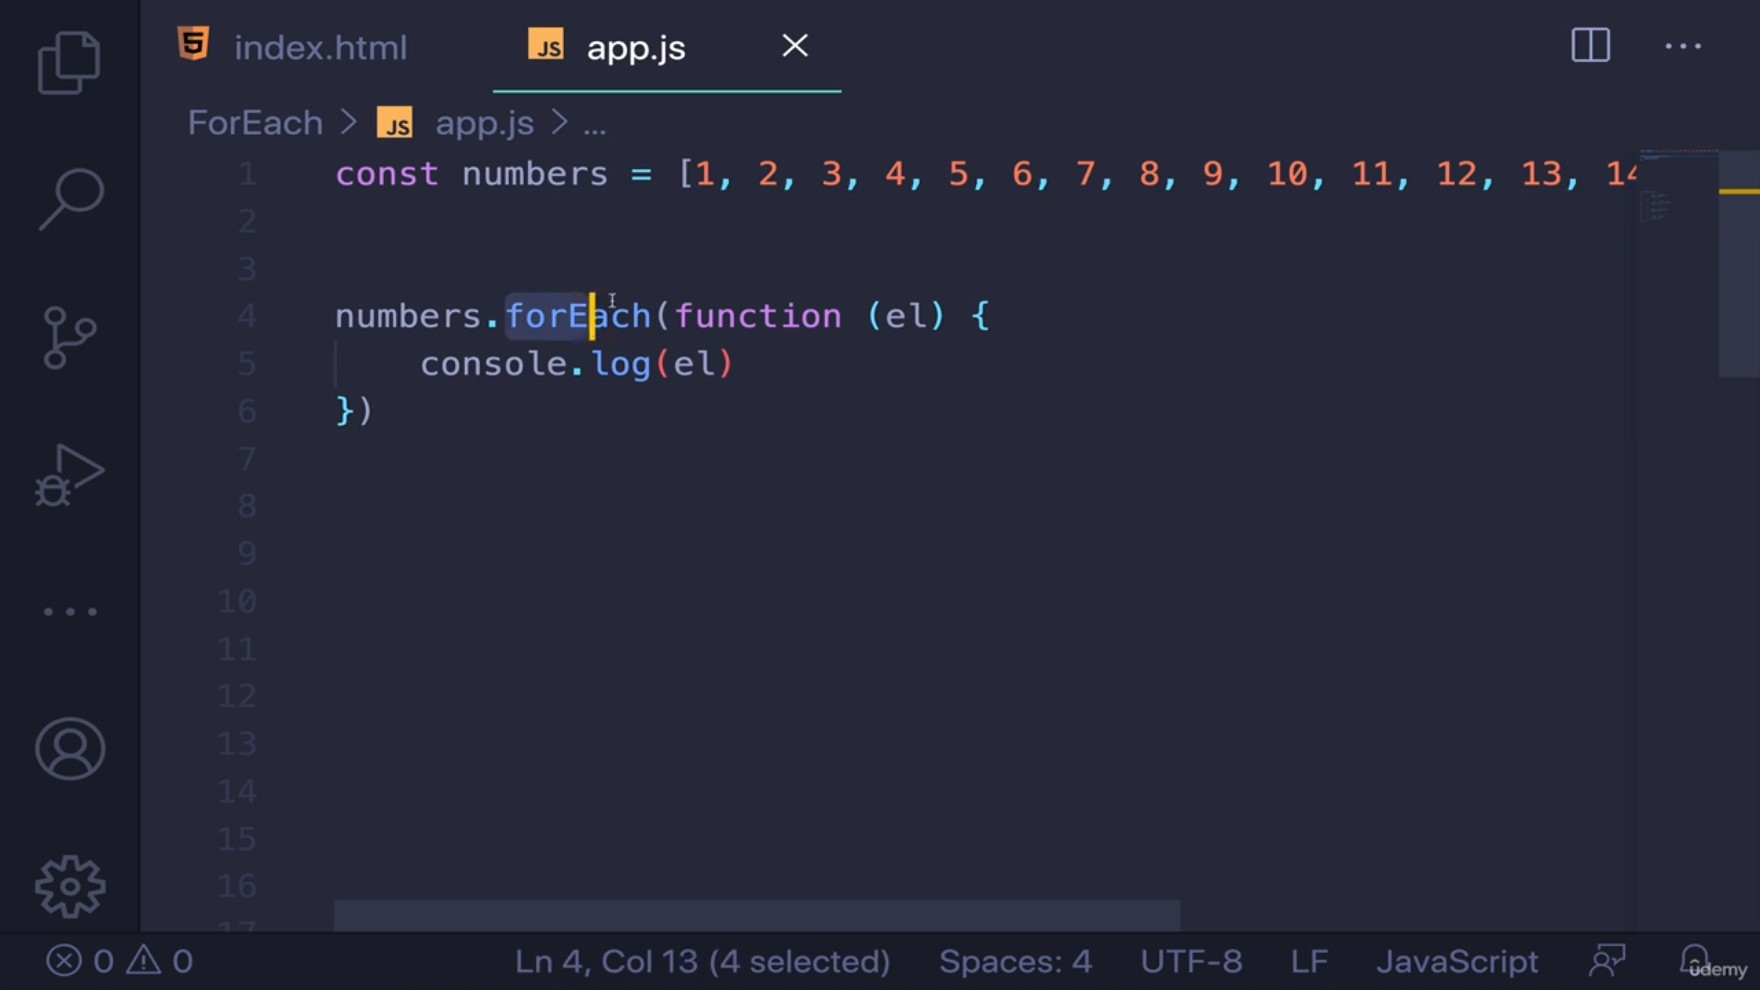 index.html
JS app.js
ForEach > JS app.js > ...
1 const numbers = [1, 2, 3, 4, 5, 6, 7, 8, 9, 10, 11, 12, 13, 14
2
3
4 numbers.forEach(function (el) {
5 console.log(el)
6 })
7
8
9
10
11
12
13
14
15
16
17
0 0 Ln 4, Col 13 (4 selected) Spaces: 4 UTF-8 LF JavaScript
udemy